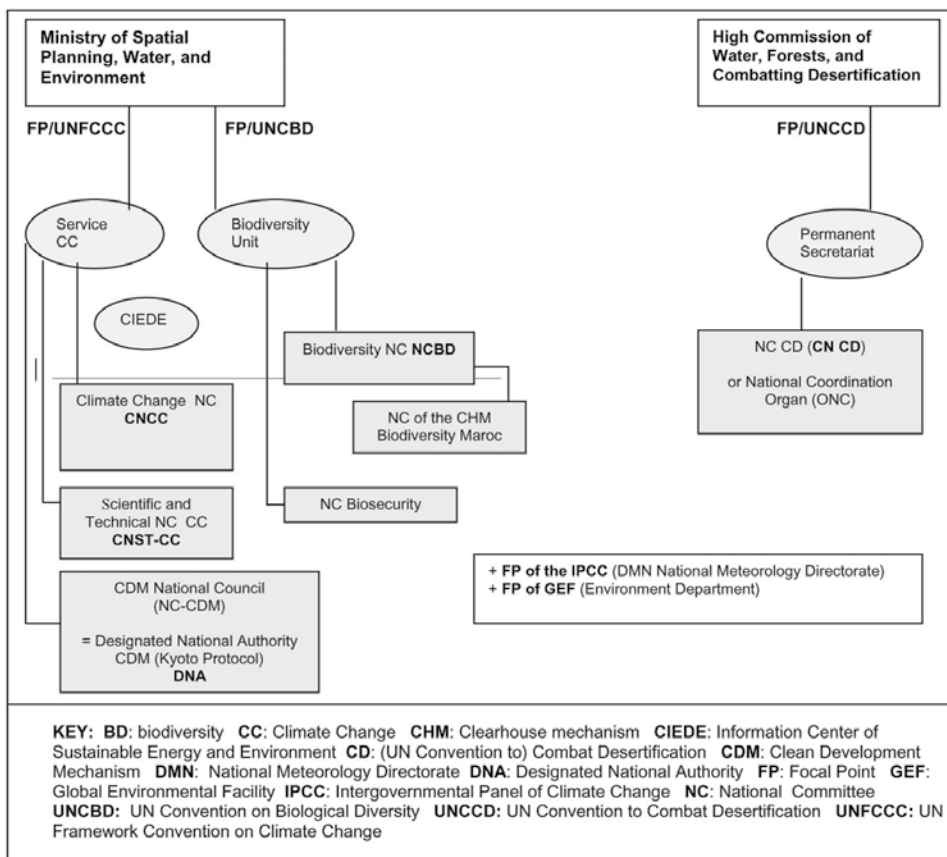 Ministry of Spatial
Planning, Water, and
Environment
High Commission of
Water, Forests, and
Combatting Desertification
FP/UNFCCC
FP/UNCBD
FP/UNCCD
Service
CC
Biodiversity
Unit
Permanent
Secretariat
CIEDE
Biodiversity NC NCBD
NC CD (CN CD)
or National Coordination
Organ (ONC)
Climate Change NC
CNCC
NC of the CHM
Biodiversity Maroc
Scientific and
Technical NC CC
CNST-CC
NC Biosecurity
+ FP of the IPCC (DMN National Meteorology Directorate)
+ FP of GEF (Environment Department)
CDM National Council
(NC-CDM)
= Designated National Authority
CDM (Kyoto Protocol)
DNA
KEY: BD: biodiversity CC: Climate Change CHM: Clearhouse mechanism CIEDE: Information Center of
Sustainable Energy and Environment CD: (UN Convention to) Combat Desertification CDM: Clean Development
Mechanism DMN: National Meteorology Directorate DNA: Designated National Authority FP: Focal Point GEF:
Global Environmental Facility IPCC: Intergovernmental Panel of Climate Change NC: National Committee
UNCBD: UN Convention on Biological Diversity UNCCD: UN Convention to Combat Desertification UNFCCC: UN
Framework Convention on Climate Change